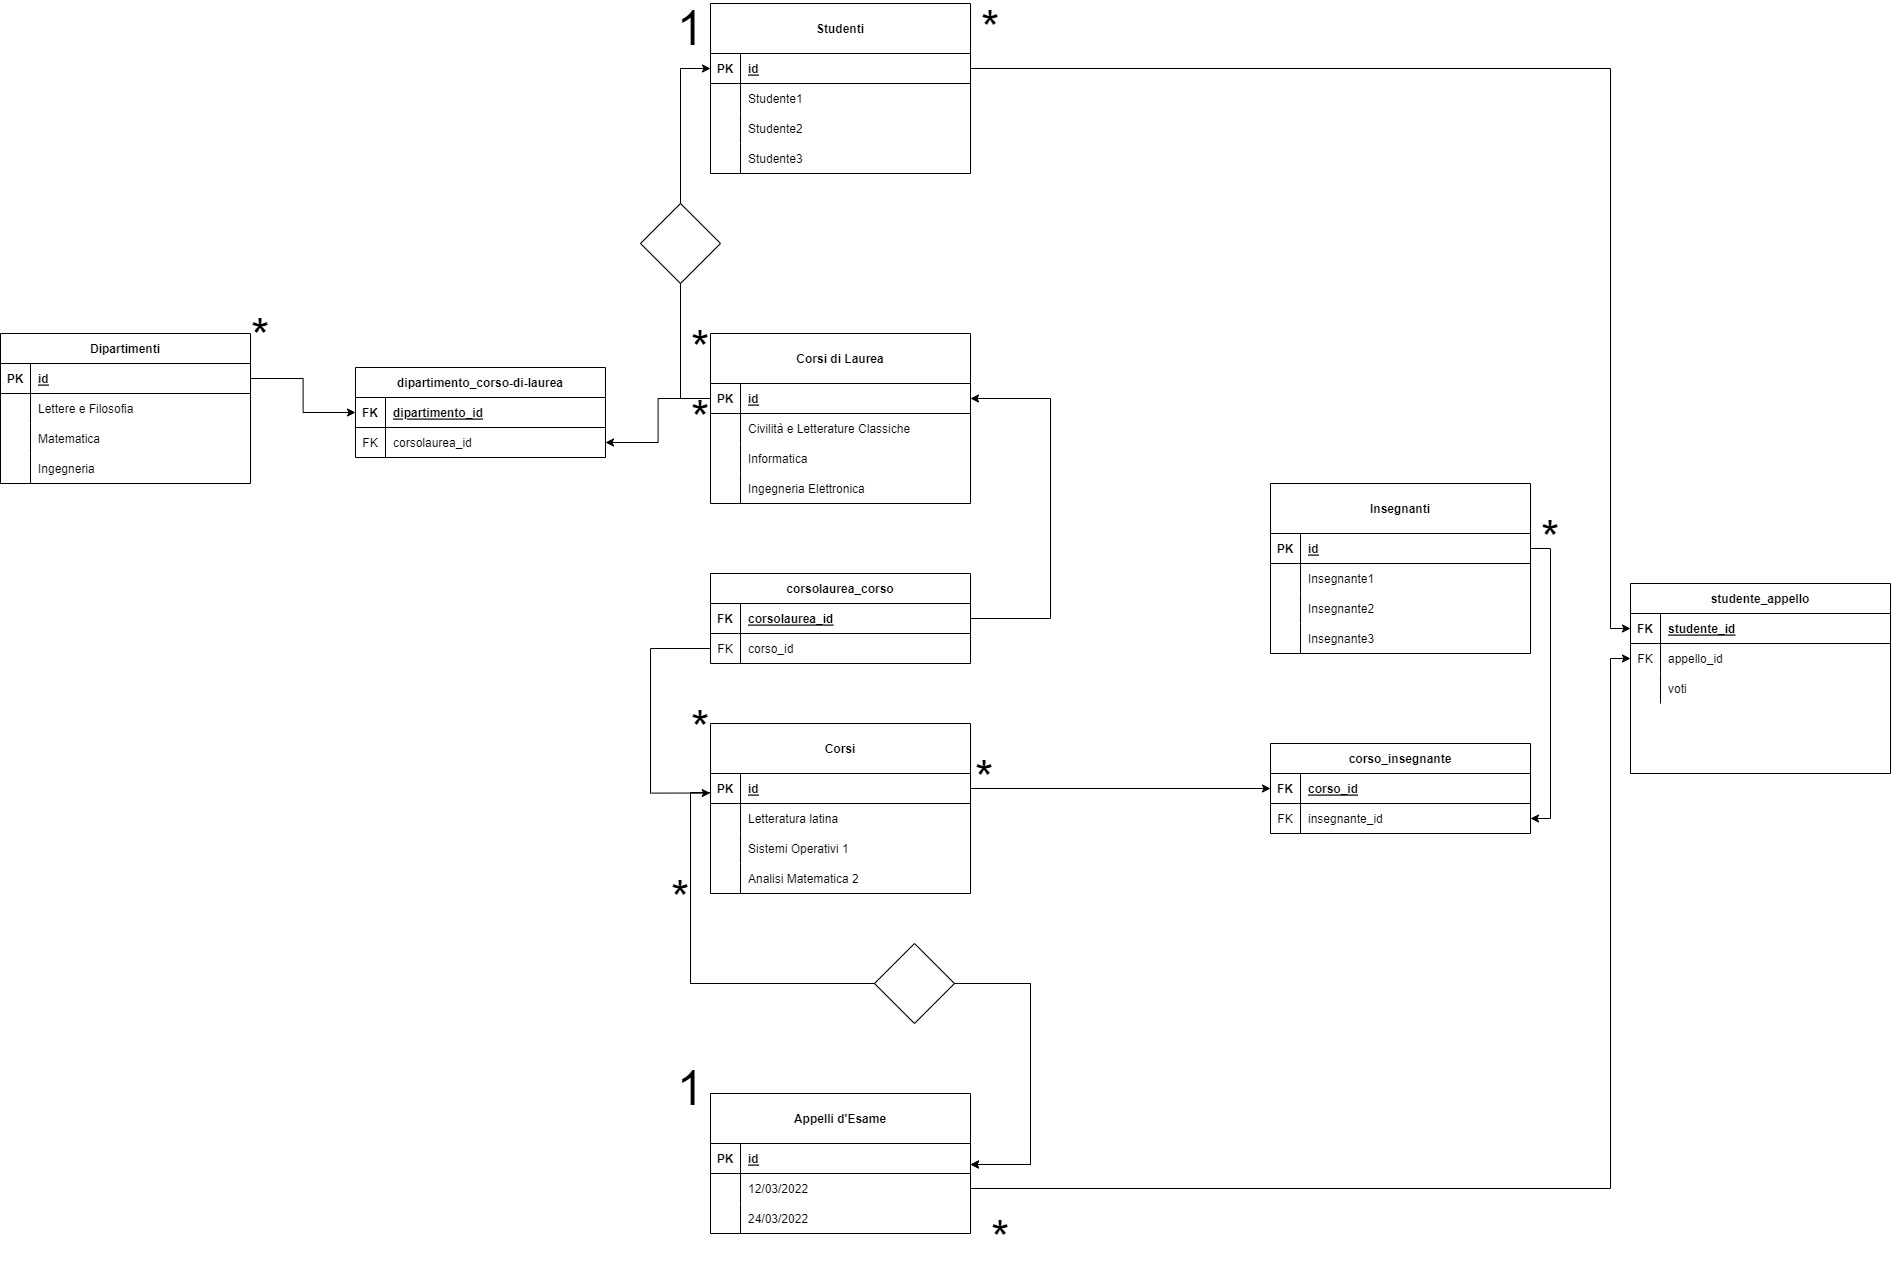 1
Studenti
*
PK id
Studente1
Studente2
Studente3
*
Dipartimenti
PK id
Lettere e Filosofia
Matematica
Ingegneria
dipartimento_corso-di-laurea
FK dipartimento_id
FK corsolaurea_id
*
Corsi di Laurea
*
PK id
Civilità e Letterature Classiche
Informatica
Ingegneria Elettronica
corsolaurea_corso
FK corsolaurea_id
FK corso_id
Insegnanti
*
PK id
Insegnante1
Insegnante2
Insegnante3
studente_appello
FK studente_id
FK appello_id
voti
*
Corsi
*
PK id
Letteratura latina
Sistemi Operativi 1
Analisi Matematica 2
*
corso_insegnante
FK corso_id
FK insegnante_id
1
Appelli d'Esame
PK id
12/03/2022
24/03/2022
*